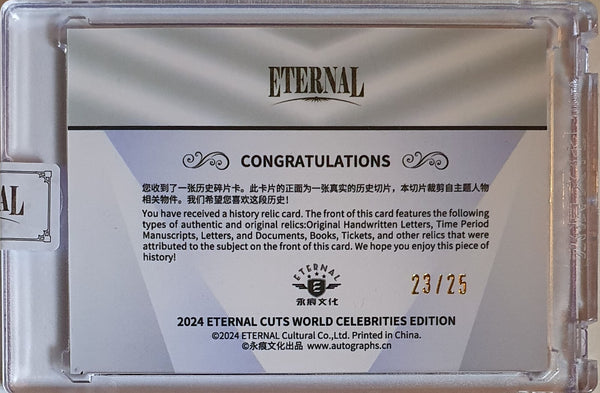 ETERNAL
AL
CONGRATULATIONS
您收到了一张历史碎片卡。此卡片的正面为一张真实的历史切片，本切片裁剪自主题人物
相关物件。我们希望您喜欢这段历史！
You have received a history relic card. The front of this card features the following
types of authentic and original relics:Original Handwritten Letters, Time Period
Manuscripts, Letters, and Documents, Books, Tickets, and other relics that were
attributed to the subject on the front of this card. We hope you enjoy this piece of
history!
ETERNAL
永痕文化
23/25
2024 ETERNAL CUTS WORLD CELEBRITIES EDITION
©2024 ETERNAL Cultural Co.,Ltd. Printed in China.
©永痕文化出品 www.autographs.cn